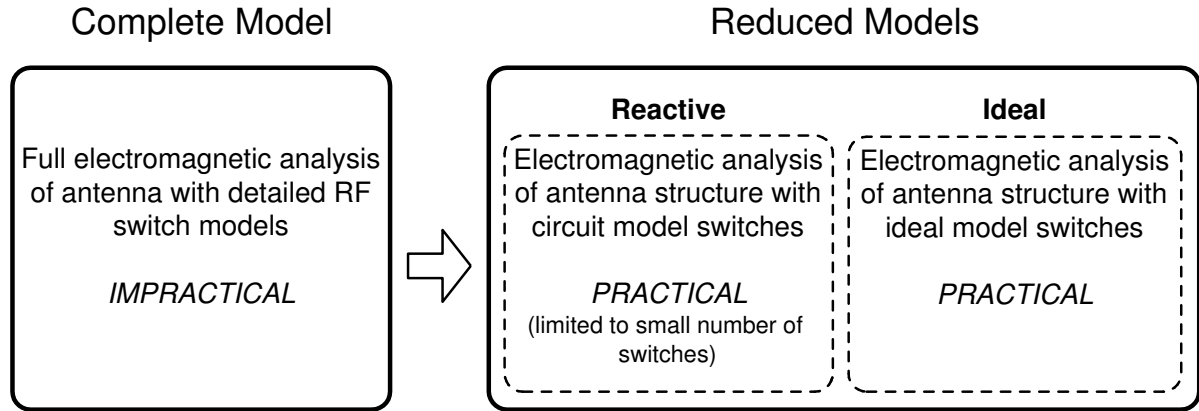 Complete Model
Full electromagnetic analysis
of antenna with detailed RF
switch models
IMPRACTICAL
Reduced Models
Reactive
Electromagnetic analysis
of antenna structure with
circuit model switches
PRACTICAL
(limited to small number of
switches)
Ideal
Electromagnetic analysis
of antenna structure with
ideal model switches
PRACTICAL